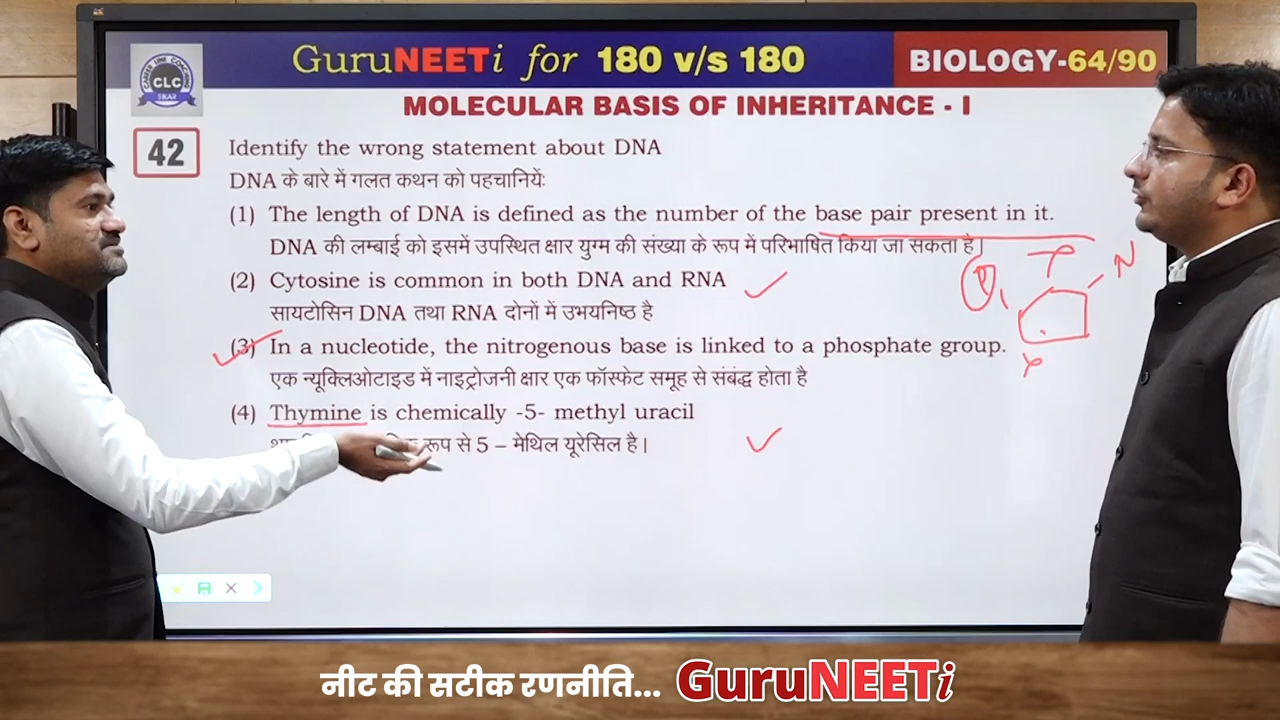 CAREER LINE COACHING
CLC
SIKAR
GuruNEETi for 180 v/s 180
BIOLOGY-64/90
MOLECULAR BASIS OF INHERITANCE - I
42
Identify the wrong statement about DNA
DNA के बारे में गलत कथन को पहचानियेंः
(1) The length of DNA is defined as the number of the base pair present in it.
DNA की लम्बाई को इसमें उपस्थित क्षार युग्म की संख्या के रूप में परिभाषित किया जा सकता है|
(2) Cytosine is common in both DNA and RNA
सायटोसिन DNA तथा RNA दोनों में उभयनिष्ठ है
(3) In a nucleotide, the nitrogenous base is linked to a phosphate group.
एक न्यूक्लिओटाइड में नाइट्रोजनी क्षार एक फॉस्फेट समूह से संबंद्ध होता है
(4) Thymine is chemically -5- methyl uracil
रूप से 5 – मेथिल यूरेसिल है।
P
N
नीट की सटीक रणनीति... GuruNEETi